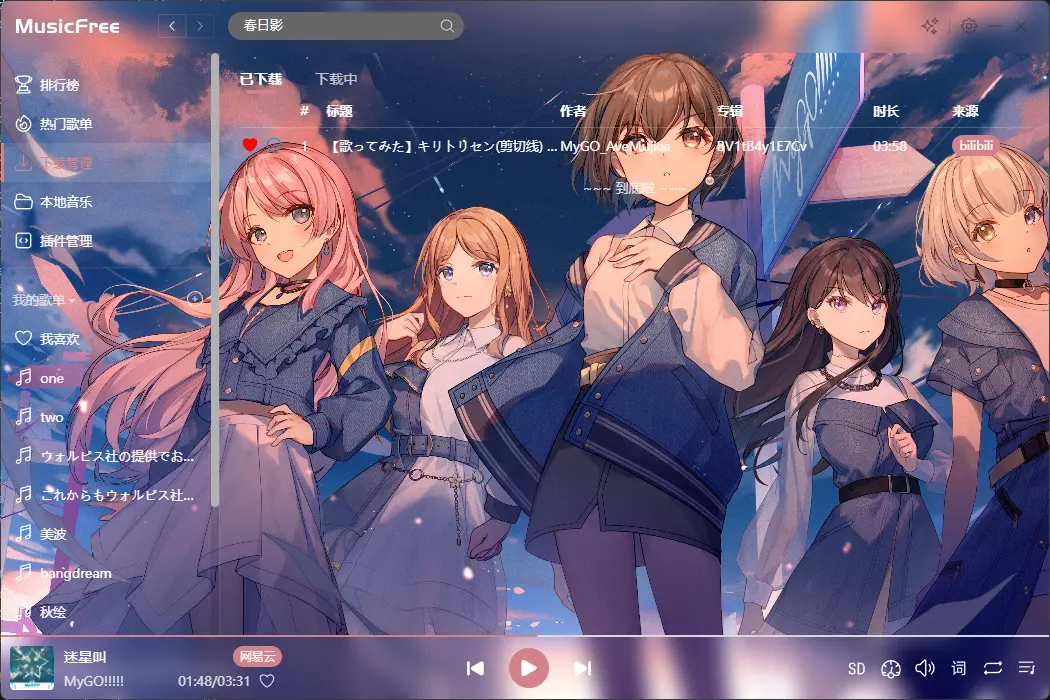 MusicFree
春日影
排行榜
热门歌单
下载管理
本地音乐
插件管理
我的歌单
我喜欢
one
two
ウォルピス社の提供でお...
これからもウォルピス社...
美波
bangdream
秋绘
已下载 下载中
# 标题 作者 专辑 时长 来源
1 【歌ってみた】キリトリセン(剪切线) ... MyGO_AveMujica BV1tB4y1E7Cv 03:58 bilibili
~~~ 到底啦 ~~~
MyGO!!!!!
迷星叫 网易云
MyGO!!!!! 01:48/03:31
SD 词